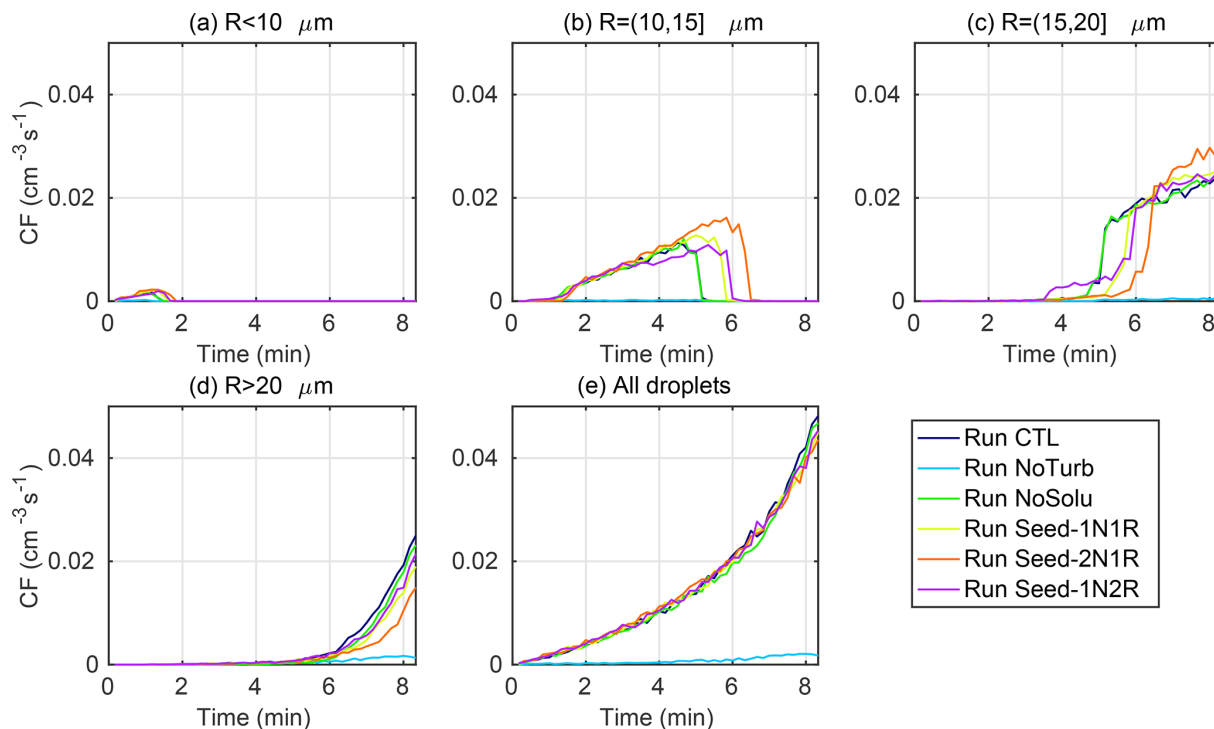 (a) R<10 μm
(b) R=(10,15] μm
(c) R=(15,20] μm
CF (cm⁻³s⁻¹)
0.04
0.02
0
0 2 4 6 8
Time (min)
0.04
0.02
0
0 2 4 6 8
Time (min)
0.04
0.02
0
0 2 4 6 8
Time (min)
(d) R>20 μm
(e) All droplets
CF (cm⁻³s⁻¹)
0.04
0.02
0
0 2 4 6 8
Time (min)
0.04
0.02
0
0 2 4 6 8
Time (min)
Run CTL
Run NoTurb
Run NoSolu
Run Seed-1N1R
Run Seed-2N1R
Run Seed-1N2R